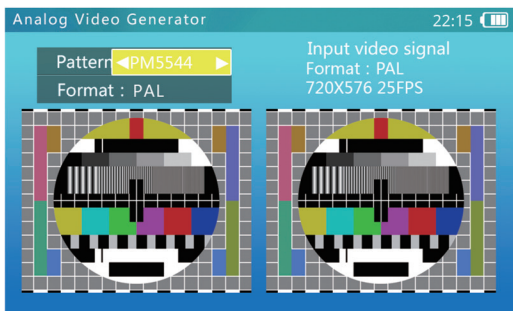 Analog Video Generator 22:15
Pattern PM5544
Format : PAL
Input video signal
Format : PAL
720X576 25FPS